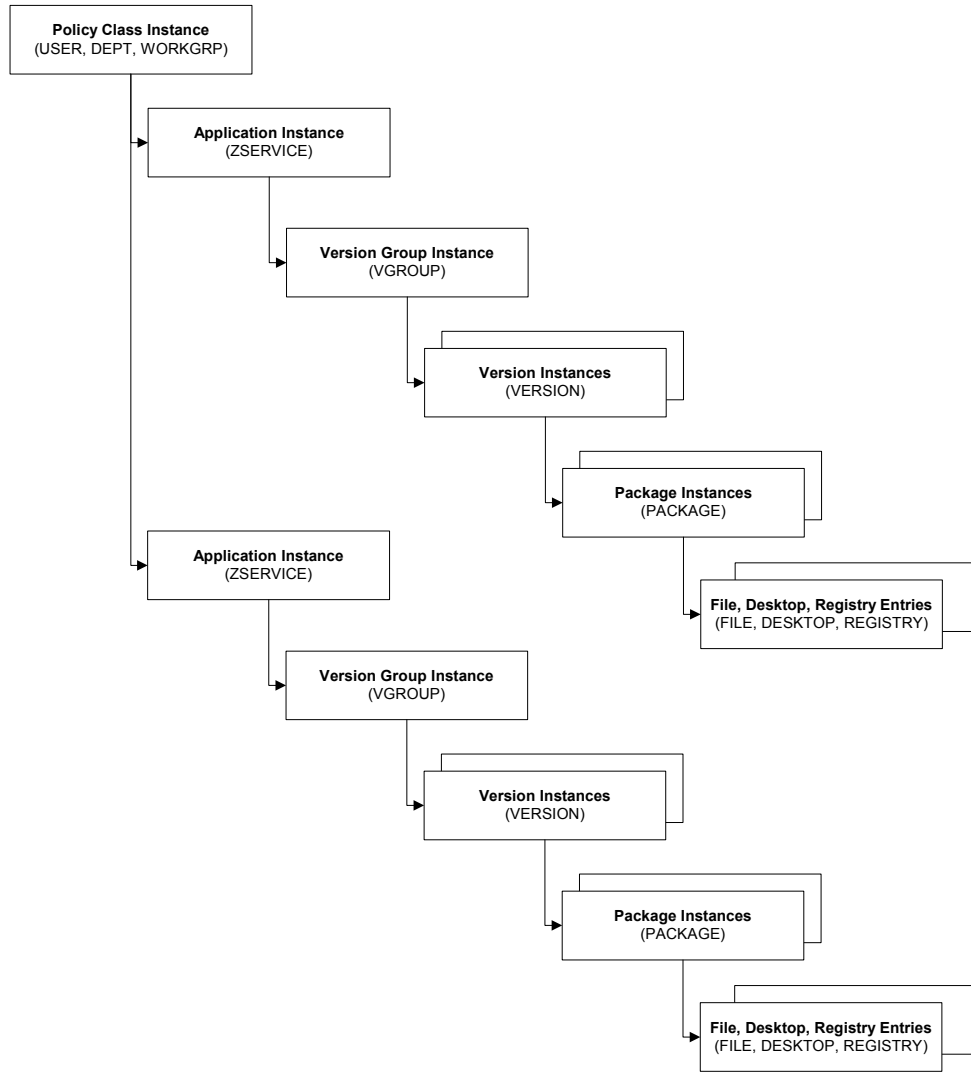 Policy Class Instance
(USER, DEPT, WORKGRP)
Application Instance
(ZSERVICE)
Version Group Instance
(VGROUP)
Version Instances
(VERSION)
Package Instances
(PACKAGE)
File, Desktop, Registry Entries
(FILE, DESKTOP, REGISTRY)
Application Instance
(ZSERVICE)
Version Group Instance
(VGROUP)
Version Instances
(VERSION)
Package Instances
(PACKAGE)
File, Desktop, Registry Entries
(FILE, DESKTOP, REGISTRY)